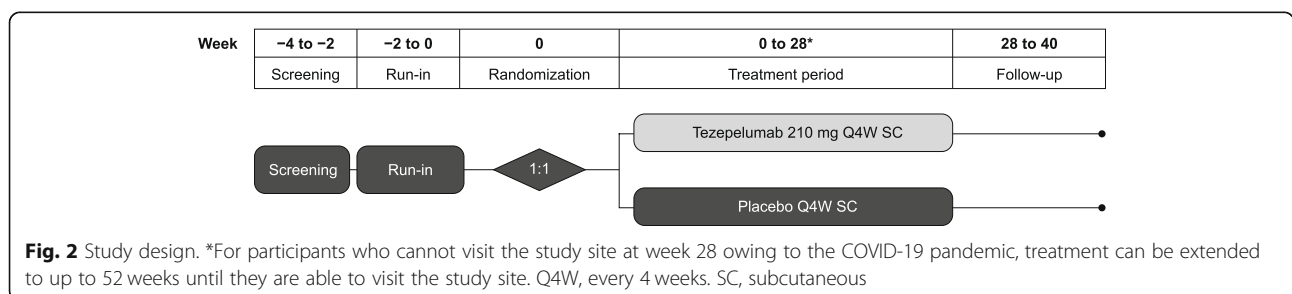 Week −4 to −2 −2 to 0 0 0 to 28* 28 to 40
Screening Run-in Randomization Treatment period Follow-up
Tezepelumab 210 mg Q4W SC
Screening Run-in 1:1
Placebo Q4W SC
Fig. 2 Study design. *For participants who cannot visit the study site at week 28 owing to the COVID-19 pandemic, treatment can be extended
to up to 52 weeks until they are able to visit the study site. Q4W, every 4 weeks. SC, subcutaneous